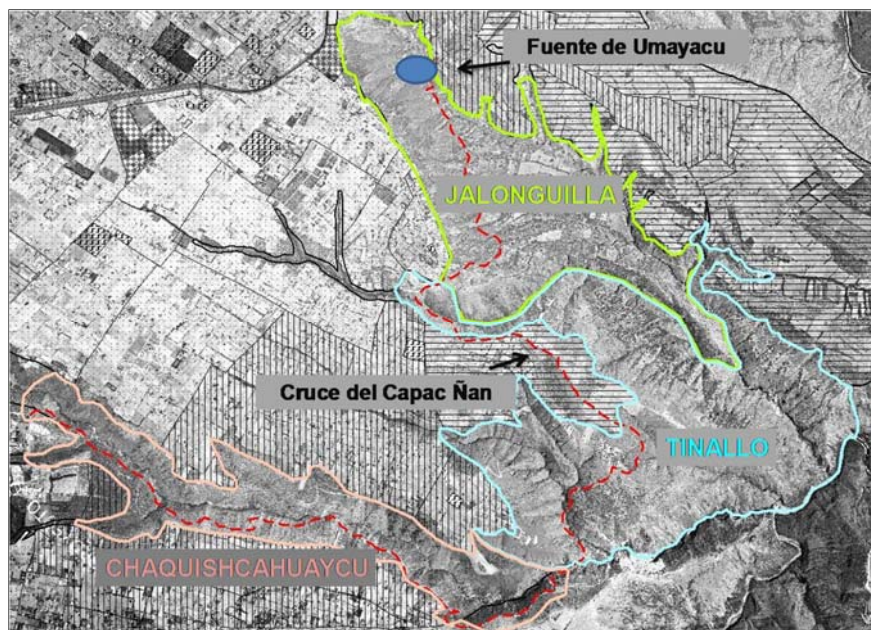 Fuente de Umayacu
JALONGUILLA
Cruce del Capac Ñan
TINALLO
CHAQUISHCAHUAYCU